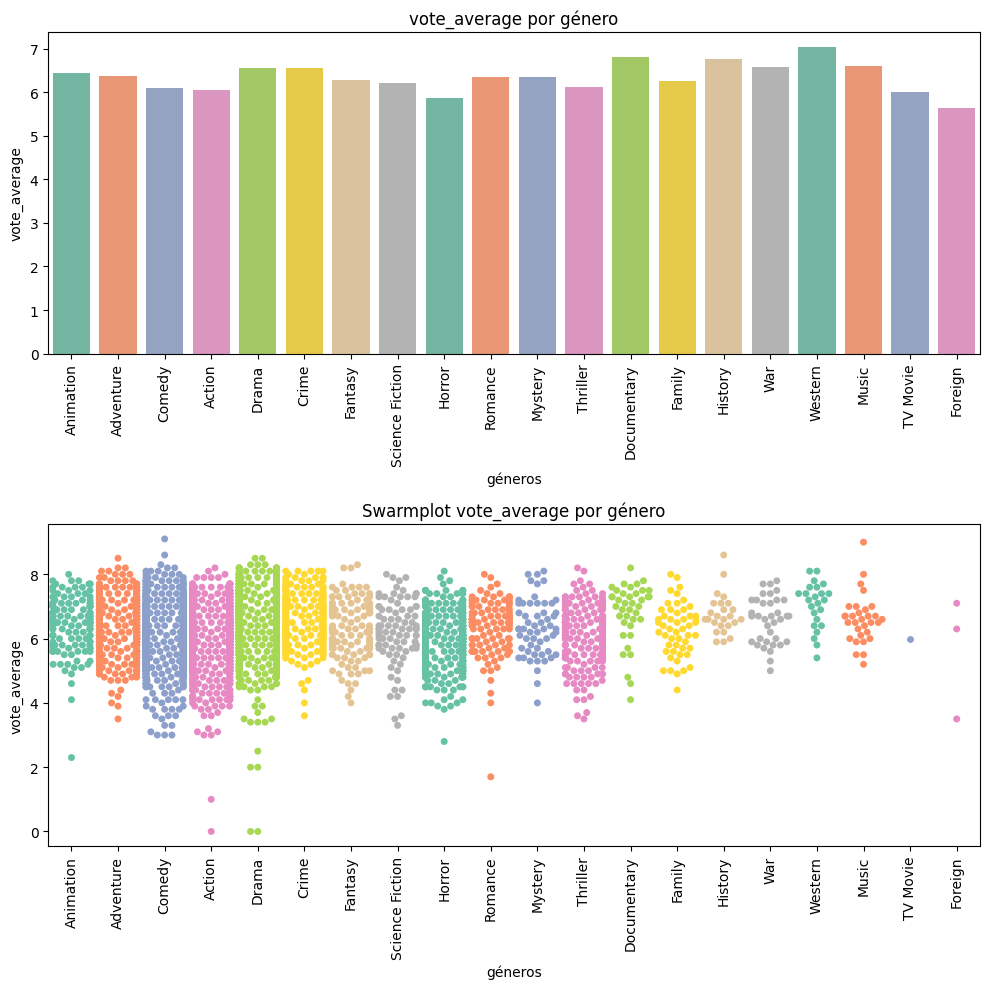 vote_average por género
7
6
5
4
3
2
1
0
vote_average
Animation
Adventure
Comedy
Action
Drama
Crime
Fantasy
Science Fiction
Horror
Romance
Mystery
Thriller
Documentary
Family
History
War
Western
Music
TV Movie
Foreign
géneros
Swarmplot vote_average por género
8
6
4
2
0
vote_average
Animation
Adventure
Comedy
Action
Drama
Crime
Fantasy
Science Fiction
Horror
Romance
Mystery
Thriller
Documentary
Family
History
War
Western
Music
TV Movie
Foreign
géneros